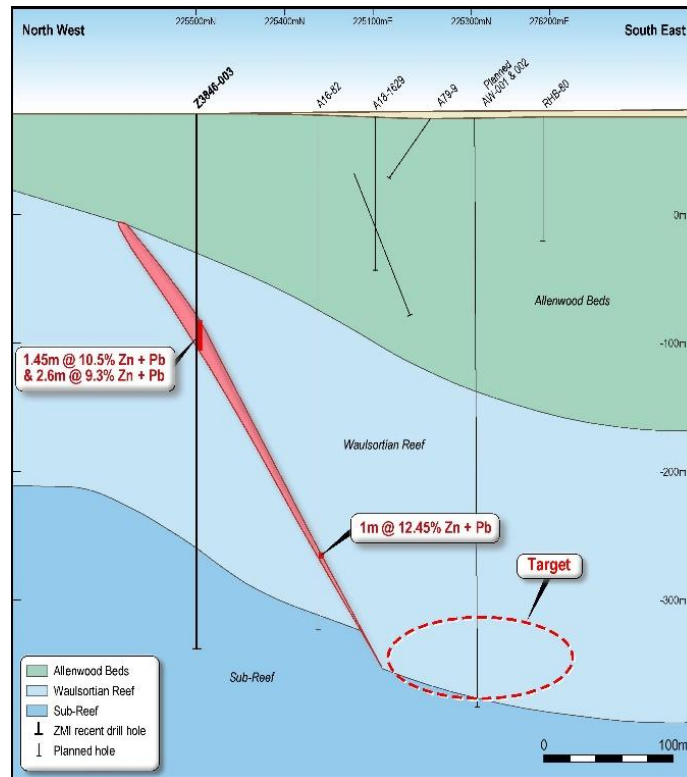 North West
225500mN
225400mN
225100mE
225300mN
276200mE
South East
Z3846-003
A16-82
A18-1629
A79-9
Planned
AW-001 & 002
RHB-80
0m
Allenwood Beds
-100m
1.45m @ 10.5% Zn + Pb
& 2.6m @ 9.3% Zn + Pb
Waulsortian Reef
-200m
1m @ 12.45% Zn + Pb
Target
-300m
Sub-Reef
Allenwood Beds
Waulsortian Reef
Sub-Reef
ZMI recent drill hole
Planned hole
0
100m